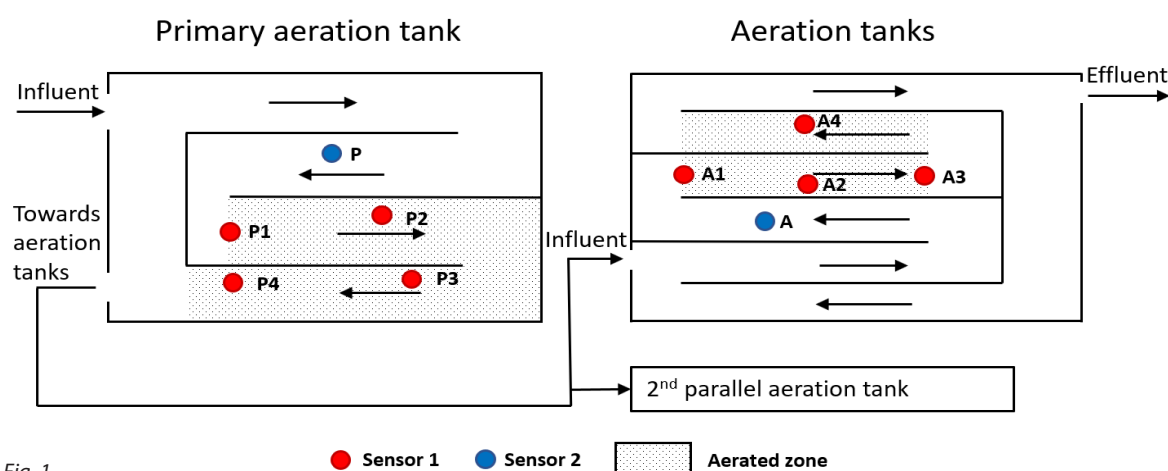 Primary aeration tank
Aeration tanks
Influent
Effluent
P
A4
A1
A2
A3
P1
P2
A
Towards
aeration
tanks
Influent
P4
P3
2nd parallel aeration tank
Fig. 1
Sensor 1
Sensor 2
Aerated zone